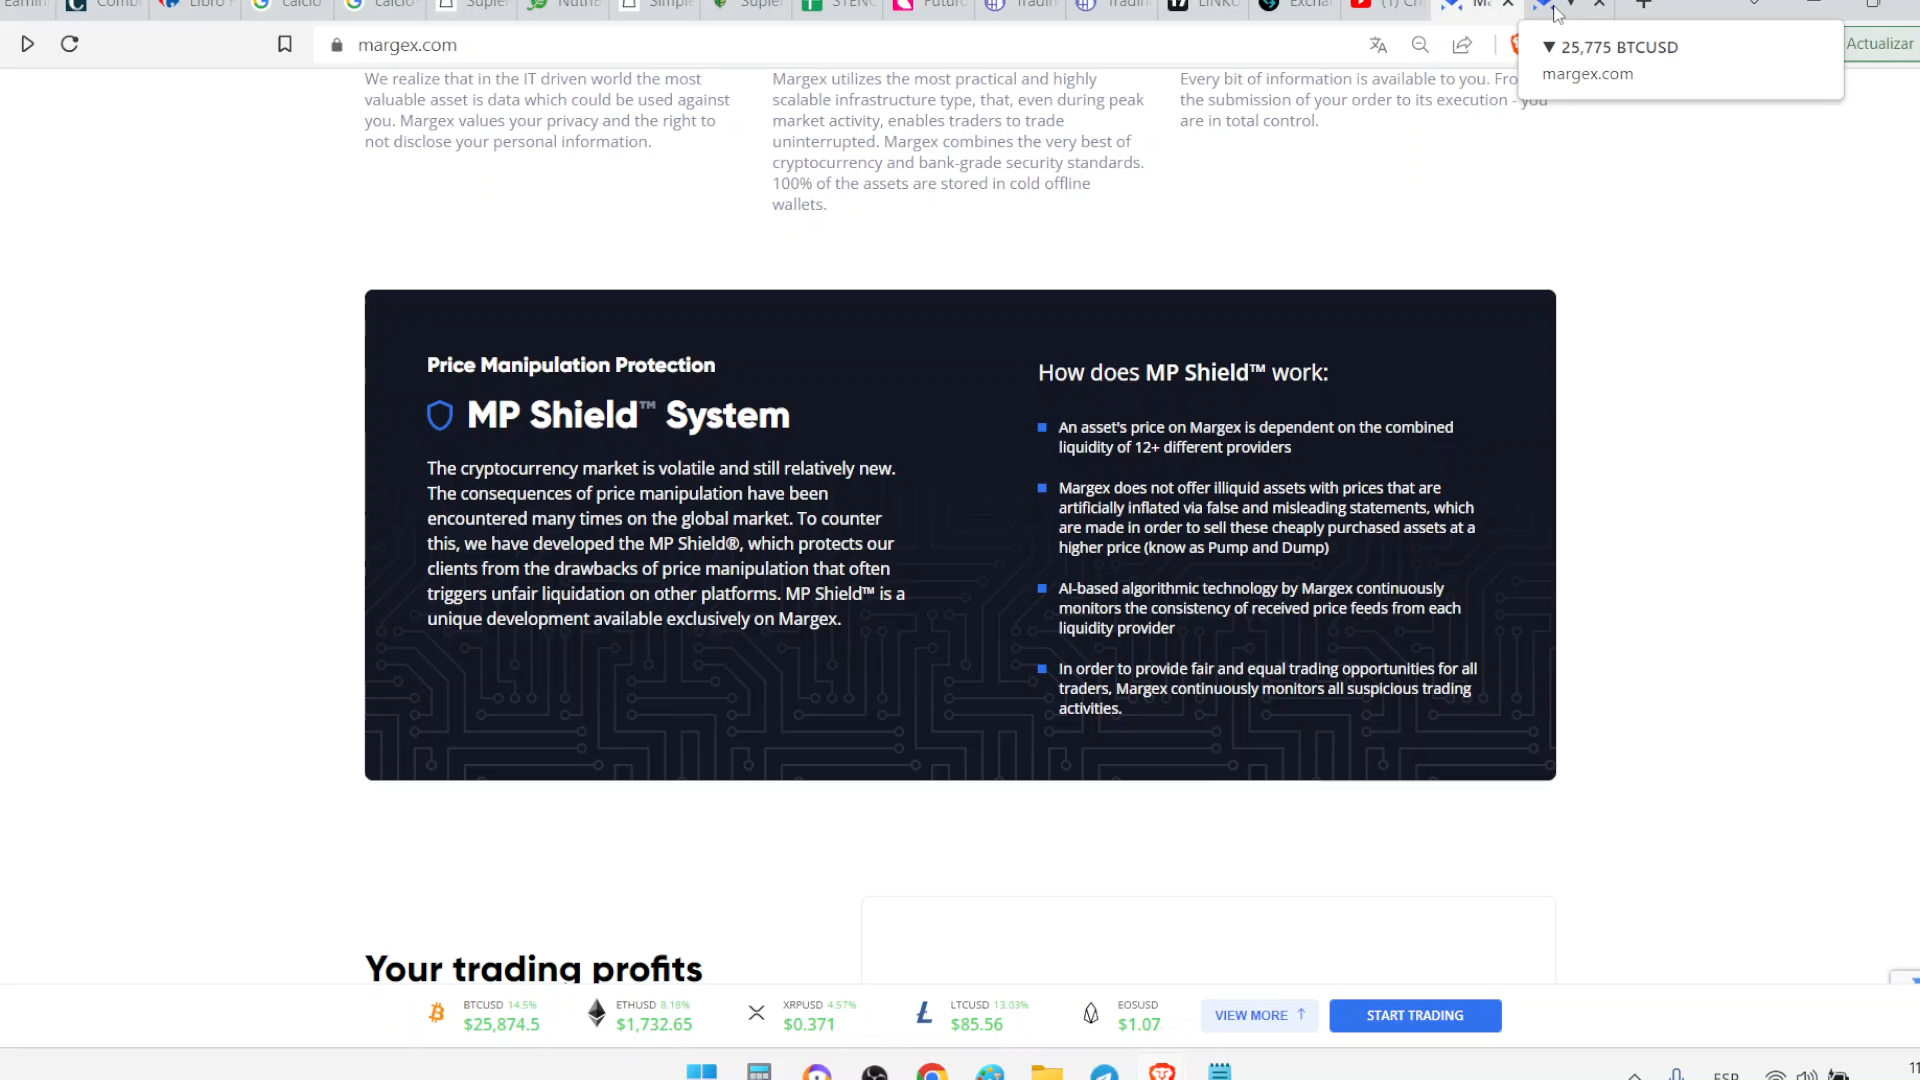 Libro
calcio
calcio
Suple
Simple
Suple
STENC
Futuro
Tradin
Tradin
LINKU
Exchai
margex.com
Actualizar
▼ 25,775 BTCUSD
margex.com
We realize that in the IT driven world the most
valuable asset is data which could be used against
you. Margex values your privacy and the right to
not disclose your personal information.
Margex utilizes the most practical and highly
scalable infrastructure type, that, even during peak
market activity, enables traders to trade
uninterrupted. Margex combines the very best of
cryptocurrency and bank-grade security standards.
100% of the assets are stored in cold offline
wallets.
Every bit of information is available to you. Fro
the submission of your order to its execution - you
are in total control.
Price Manipulation Protection
MP Shield™ System
The cryptocurrency market is volatile and still relatively new.
The consequences of price manipulation have been
encountered many times on the global market. To counter
this, we have developed the MP Shield®, which protects our
clients from the drawbacks of price manipulation that often
triggers unfair liquidation on other platforms. MP Shield™ is a
unique development available exclusively on Margex.
How does MP Shield™ work:
An asset's price on Margex is dependent on the combined
liquidity of 12+ different providers
Margex does not offer illiquid assets with prices that are
artificially inflated via false and misleading statements, which
are made in order to sell these cheaply purchased assets at a
higher price (know as Pump and Dump)
AI-based algorithmic technology by Margex continuously
monitors the consistency of received price feeds from each
liquidity provider
In order to provide fair and equal trading opportunities for all
traders, Margex continuously monitors all suspicious trading
activities.
Your trading profits
BTCUSD 14.5%
$25,874.5
ETHUSD 8.18%
$1,732.65
XRPUSD 4.57%
$0.371
LTCUSD 13.03%
$85.56
EOSUSD
$1.07
VIEW MORE ↑
START TRADING
ESP
11